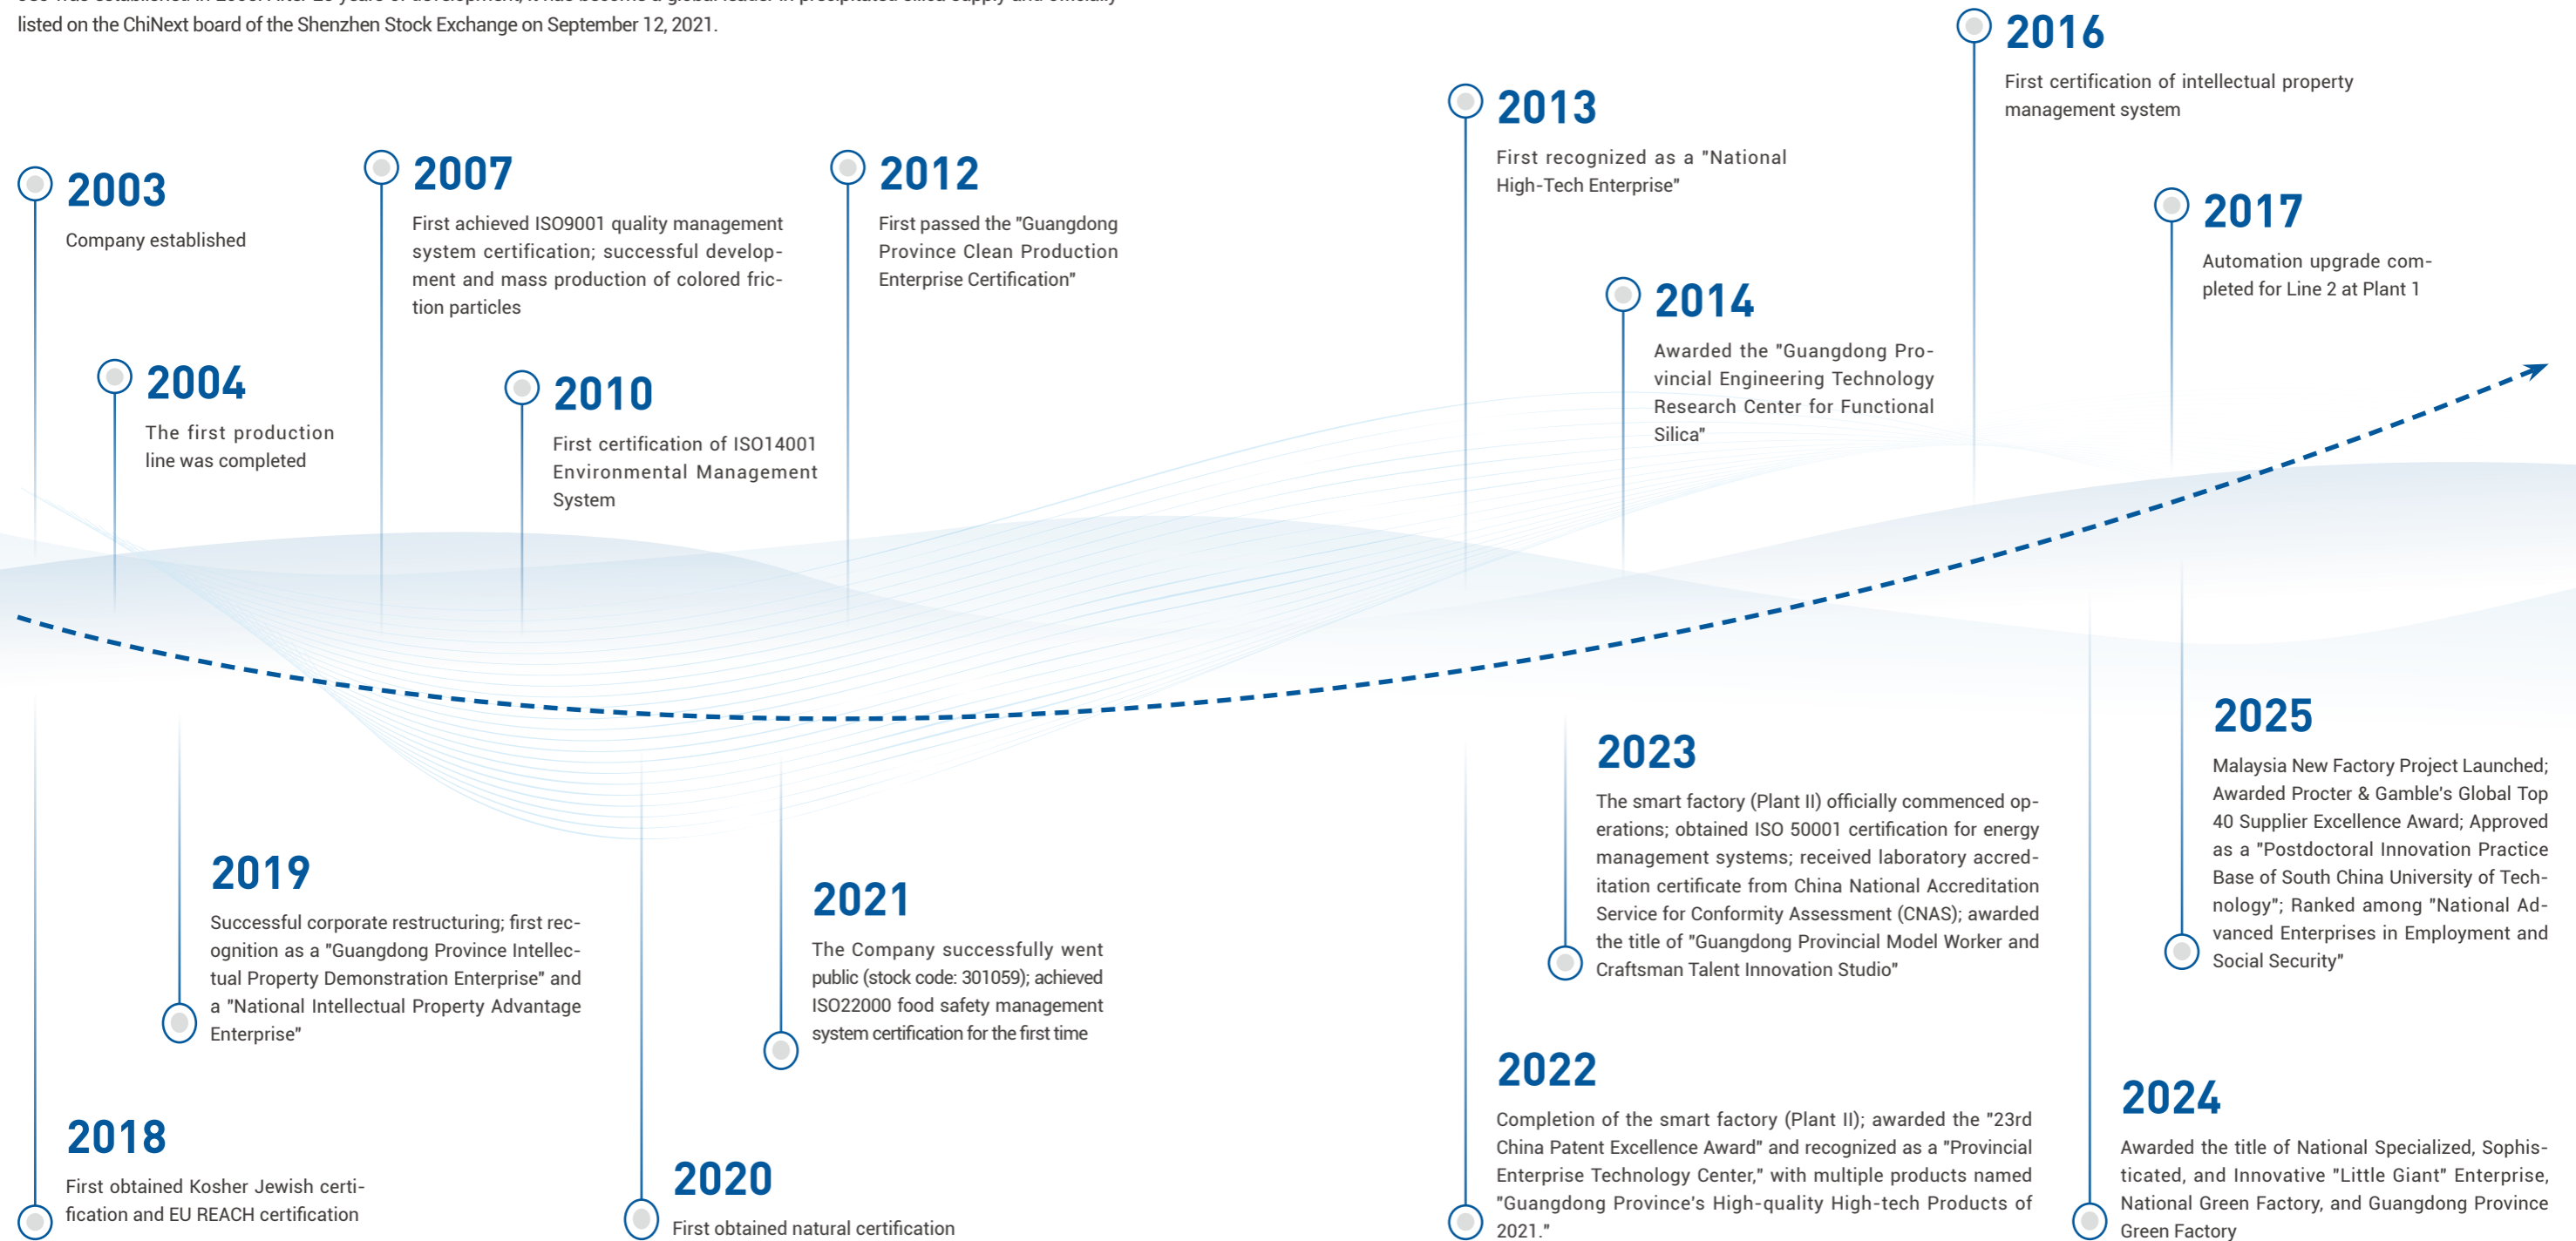 listed on the ChiNext board of the Shenzhen Stock Exchange on September 12, 2021.
2003
Company established
2004
The first production
line was completed
2007
First achieved ISO9001 quality management
system certification; successful develop-
ment and mass production of colored fric-
tion particles
2010
First certification of ISO14001
Environmental Management
System
2012
First passed the "Guangdong
Province Clean Production
Enterprise Certification"
2013
First recognized as a "National
High-Tech Enterprise"
2014
Awarded the "Guangdong Pro-
vincial Engineering Technology
Research Center for Functional
Silica"
2016
First certification of intellectual property
management system
2017
Automation upgrade com-
pleted for Line 2 at Plant 1
2018
First obtained Kosher Jewish certi-
fication and EU REACH certification
2019
Successful corporate restructuring; first rec-
ognition as a "Guangdong Province Intellec-
tual Property Demonstration Enterprise" and
a "National Intellectual Property Advantage
Enterprise"
2020
First obtained natural certification
2021
The Company successfully went
public (stock code: 301059); achieved
ISO22000 food safety management
system certification for the first time
2022
Completion of the smart factory (Plant II); awarded the "23rd
China Patent Excellence Award" and recognized as a "Provincial
Enterprise Technology Center," with multiple products named
"Guangdong Province's High-quality High-tech Products of
2021."
2023
The smart factory (Plant II) officially commenced op-
erations; obtained ISO 50001 certification for energy
management systems; received laboratory accred-
itation certificate from China National Accreditation
Service for Conformity Assessment (CNAS); awarded
the title of "Guangdong Provincial Model Worker and
Craftsman Talent Innovation Studio"
2024
Awarded the title of National Specialized, Sophis-
ticated, and Innovative "Little Giant" Enterprise,
National Green Factory, and Guangdong Province
Green Factory
2025
Malaysia New Factory Project Launched;
Awarded Procter & Gamble's Global Top
40 Supplier Excellence Award; Approved
as a "Postdoctoral Innovation Practice
Base of South China University of Tech-
nology"; Ranked among "National Ad-
vanced Enterprises in Employment and
Social Security"